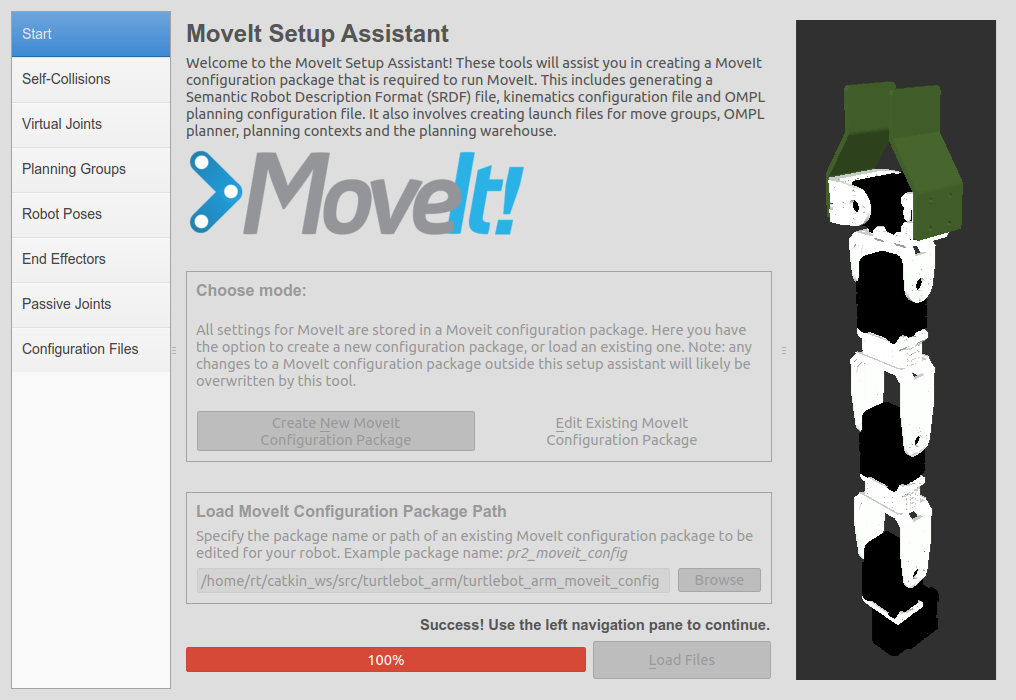 Start
Self-Collisions
Virtual Joints
Planning Groups
Robot Poses
End Effectors
Passive Joints
Configuration Files
MoveIt Setup Assistant
Welcome to the MoveIt Setup Assistant! These tools will assist you in creating a MoveIt
configuration package that is required to run MoveIt. This includes generating a
Semantic Robot Description Format (SRDF) file, kinematics configuration file and OMPL
planning configuration file. It also involves creating launch files for move groups, OMPL
planner, planning contexts and the planning warehouse.
MoveIt!
Choose mode:
All settings for MoveIt are stored in a Moveit configuration package. Here you have
the option to create a new configuration package, or load an existing one. Note: any
changes to a MoveIt configuration package outside this setup assistant will likely be
overwritten by this tool.
Create New MoveIt
Configuration Package
Edit Existing MoveIt
Configuration Package
Load MoveIt Configuration Package Path
Specify the package name or path of an existing MoveIt configuration package to be
edited for your robot. Example package name: pr2_moveit_config
/home/rt/catkin_ws/src/turtlebot_arm/turtlebot_arm_moveit_config
Browse
Success! Use the left navigation pane to continue.
100%
Load Files